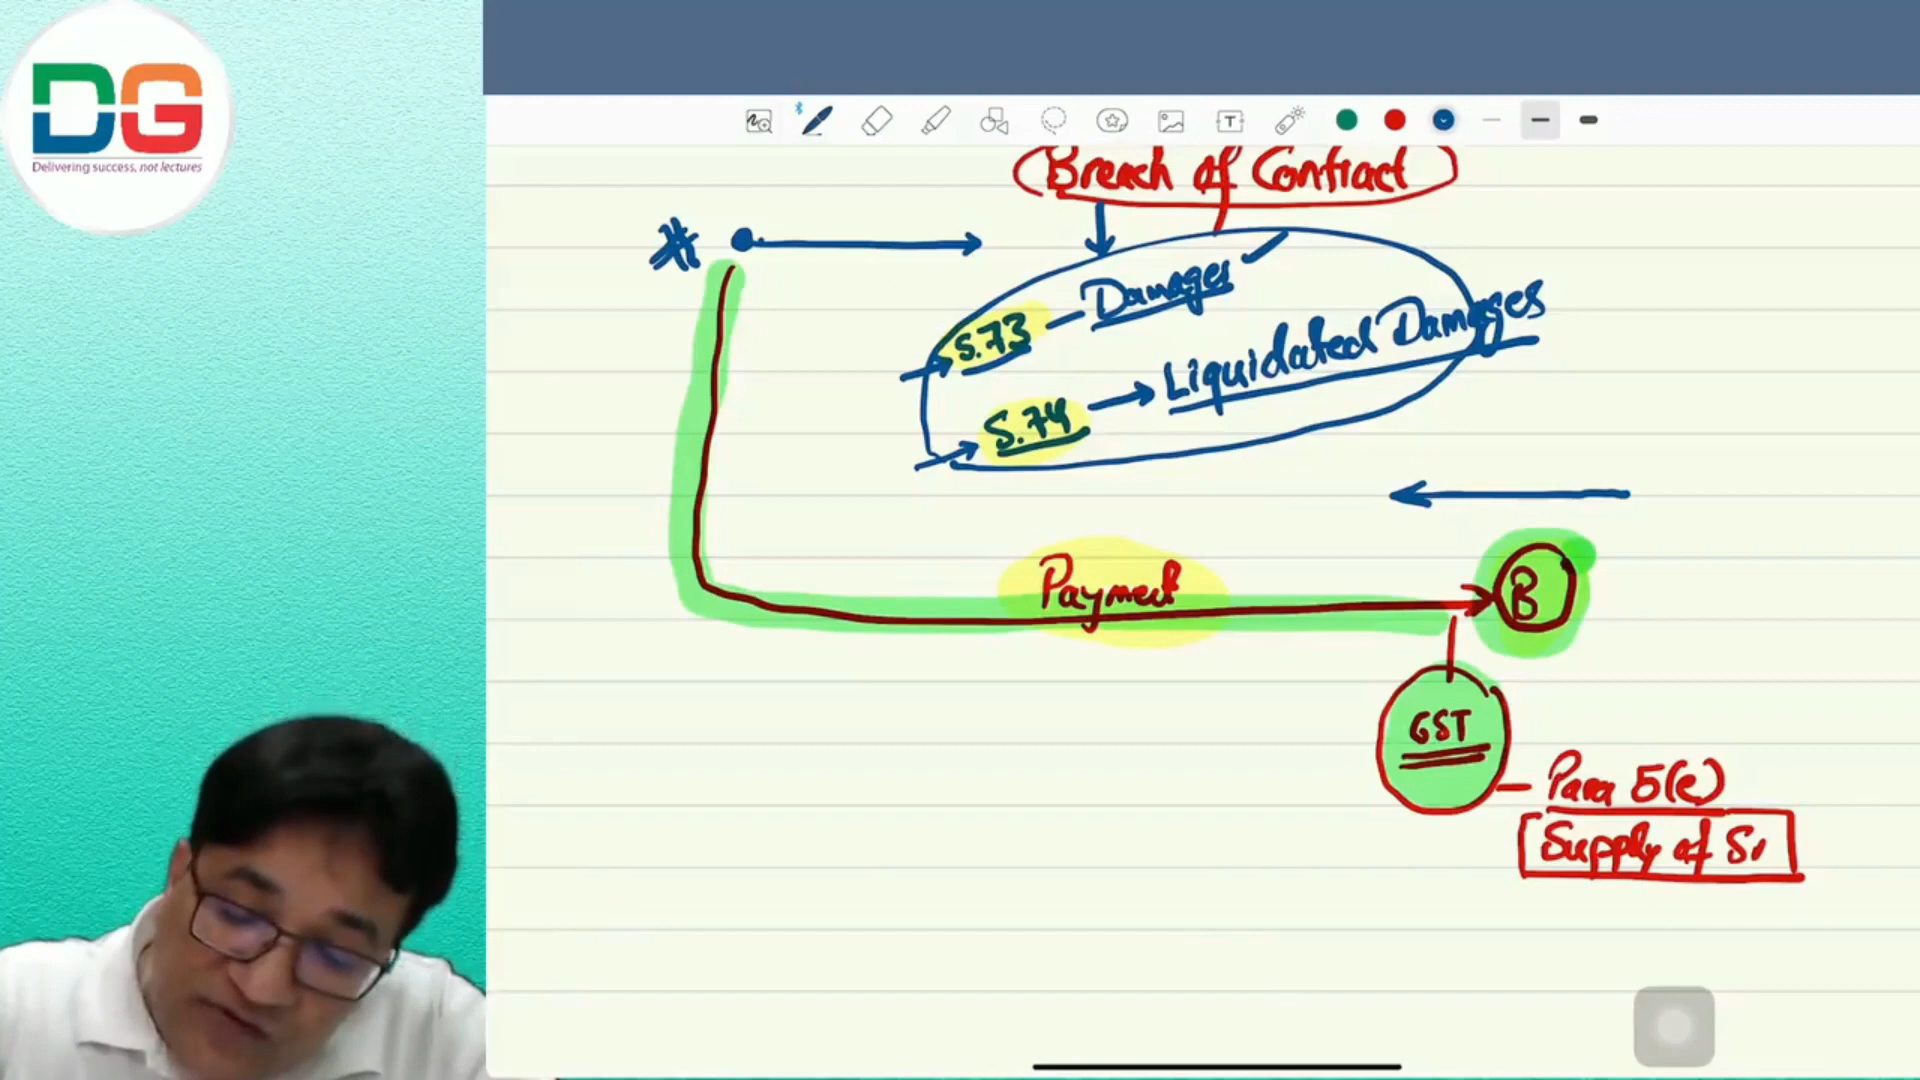 DG
Delivering success, not lectures
T
Breach of Contract
S.73 - Damages
S.74 → Liquidated Damages
Payment
B
GST
Para 5(e)
Supply of Sr